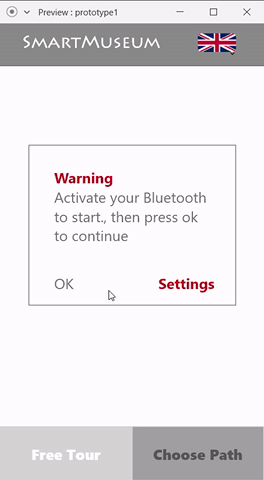 Preview : prototype1
SmartMuseum
Warning
Activate your Bluetooth
to start., then press ok
to continue
OK Settings
Free Tour Choose Path